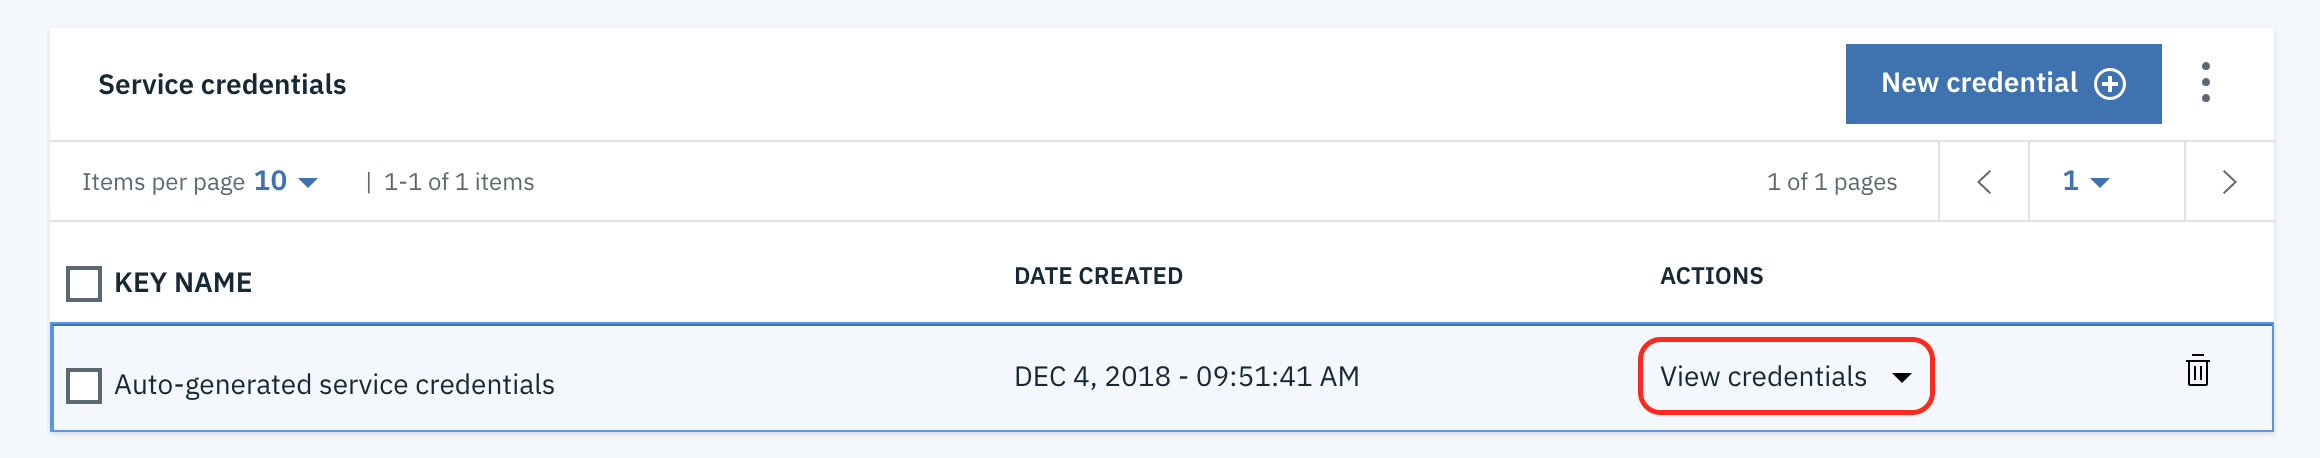 Service credentials
New credential
Items per page 10 | 1-1 of 1 items
1 of 1 pages
1
KEY NAME
DATE CREATED
ACTIONS
Auto-generated service credentials
DEC 4, 2018 - 09:51:41 AM
View credentials